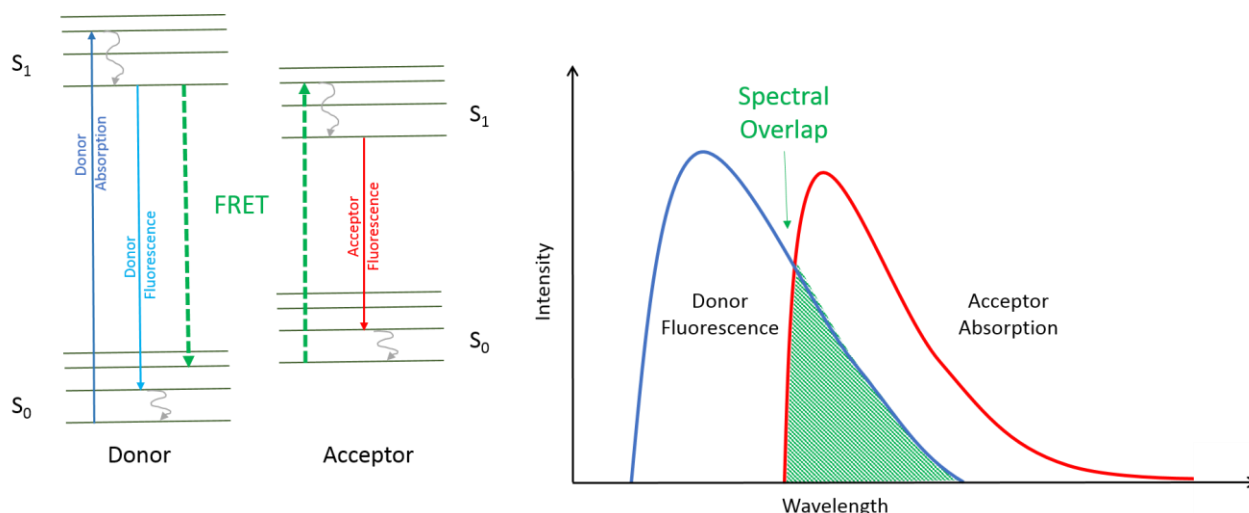 S1
Donor
Absorption
Donor
Fluorescence
S0
Donor
FRET
S1
Acceptor
Fluorescence
S0
Acceptor
Intensity
Spectral
Overlap
Donor
Fluorescence
Acceptor
Absorption
Wavelength